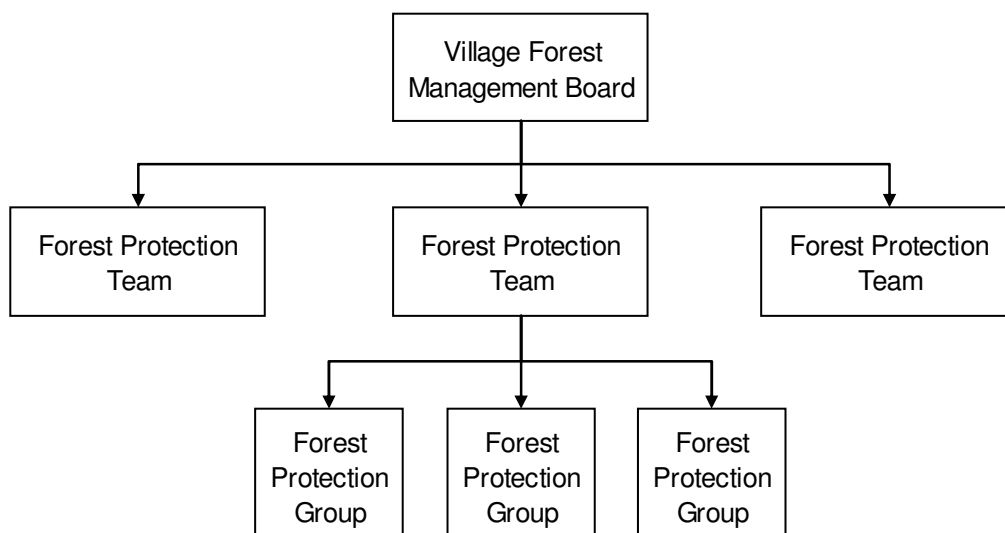 Village Forest
Management Board
Forest Protection
Team
Forest Protection
Team
Forest Protection
Team
Forest
Protection
Group
Forest
Protection
Group
Forest
Protection
Group